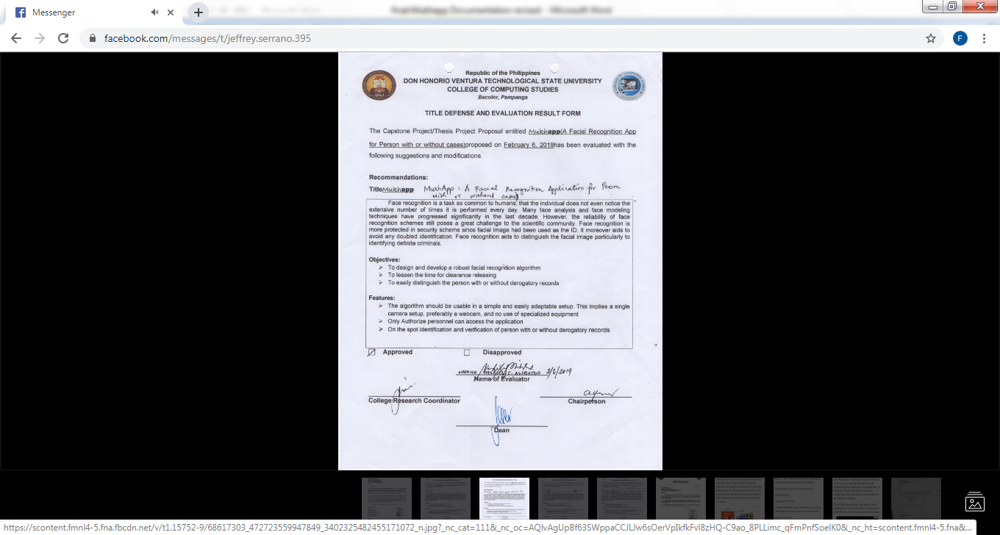 Messenger
final Mukhapp Documentation revised - Microsoft Word
facebook.com/messages/t/jeffrey.serrano.395
F
Republic of the Philippines
DON HONORIO VENTURA TECHNOLOGICAL STATE UNIVERSITY
COLLEGE OF COMPUTING STUDIES
Bacolor, Pampanga
TITLE DEFENSE AND EVALUATION RESULT FORM
The Capstone Project/Thesis Project Proposal entitled Mukhapp(A Facial Recognition App
for Person with or without cases)proposed on February 6, 2019has been evaluated with the
following suggestions and modifications.
Recommendations:
TitleMukhapp MukhApp : A Facial Recognition Application for Person
with or without cases)
Face recognition is a task so common to humans, that the individual does not even notice the
extensive number of times it is performed every day. Many face analysis and face modeling
techniques have progressed significantly in the last decade. However, the reliability of face
recognition schemes still poses a great challenge to the scientific community. Face recognition is
more protected in security scheme since facial image had been used as the ID. It moreover aids to
avoid any doubled identification. Face recognition aids to distinguish the facial image particularly to
identifying definite criminals.
Objectives:
➢ To design and develop a robust facial recognition algorithm
➢ To lessen the time for clearance releasing
➢ To easily distinguish the person with or without derogatory records
Features:
➢ The algorithm should be usable in a simple and easily adaptable setup. This implies a single
camera setup, preferably a webcam, and no use of specialized equipment
➢ Only Authorize personnel can access the application
➢ On the spot identification and verification of person with or without derogatory records
Approved Disapproved
2/6/2019
Name of Evaluator
College Research Coordinator Chairperson
Dean
https://scontent.fmnl4-5.fna.fbcdn.net/v/t1.15752-9/68617303_472723559947849_3402325482455171072_n.jpg?_nc_cat=111&_nc_oc=AQlvAgUpBf63SWppaCCJLJw6sOerVpIkfkFvI8zHQ-C9ao_8PLLimc_qFmPnfSoelK0&_nc_ht=scontent.fmnl4-5.fna&...